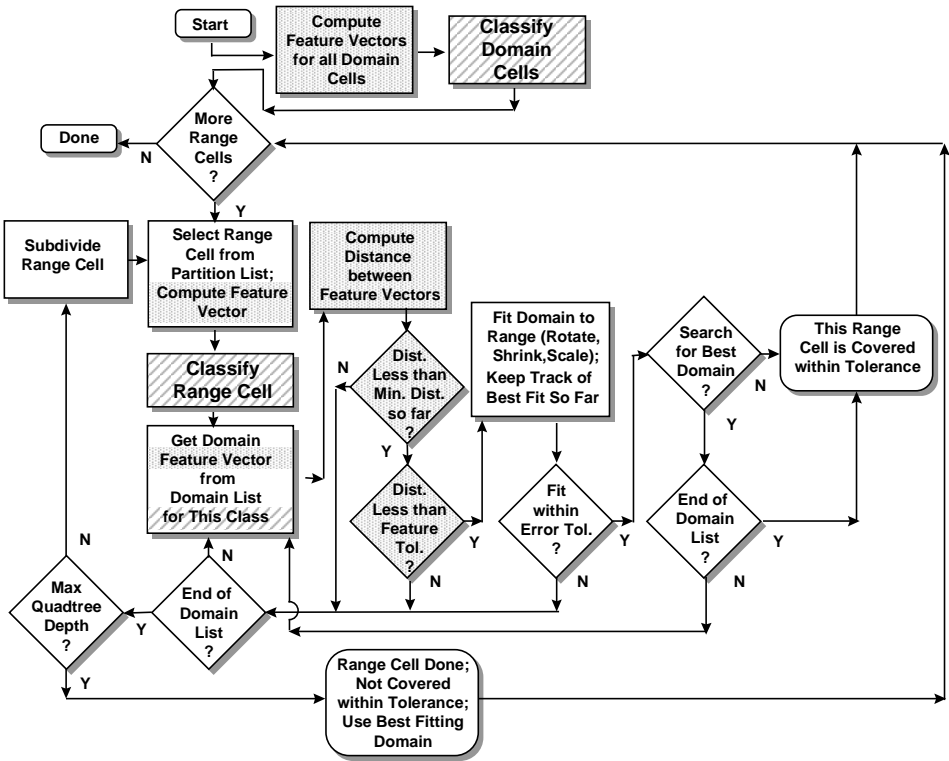 Start
Compute
Feature Vectors
for all Domain
Cells
Classify
Domain
Cells
More
Range
Cells
?
Done
N
Y
Subdivide
Range Cell
Select Range
Cell from
Partition List;
Compute Feature
Vector
Compute
Distance
between
Feature Vectors
Classify
Range Cell
Get Domain
Feature Vector
from
Domain List
for This Class
N
Dist.
Less than
Min. Dist.
so far
?
Y
Dist.
Less than
Feature
Tol.
?
Y
N
Fit Domain to
Range (Rotate,
Shrink,Scale);
Keep Track of
Best Fit So Far
Fit
within
Error Tol.
?
Y
N
Search
for Best
Domain
?
N
Y
This Range
Cell is Covered
within Tolerance
End of
Domain
List
?
Y
N
N
Max
Quadtree
Depth
?
Y
N
End of
Domain
List
?
Y
Range Cell Done;
Not Covered
within Tolerance;
Use Best Fitting
Domain